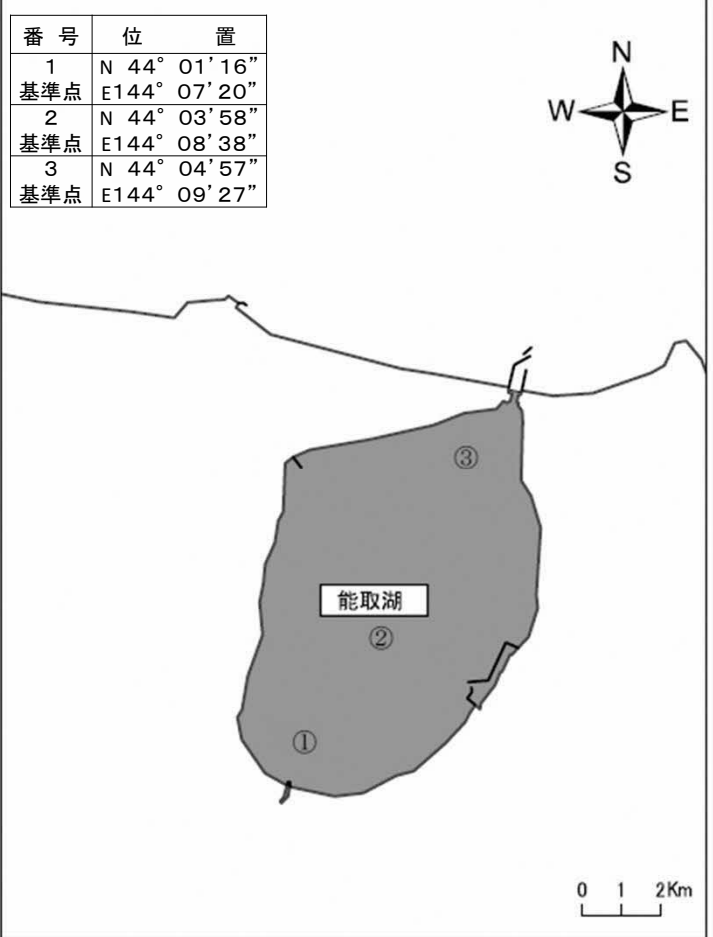 番 号 位 置
1 N 44° 01’16”
基準点 E144° 07’20”
2 N 44° 03’58”
基準点 E144° 08’38”
3 N 44° 04’57”
基準点 E144° 09’27”
N
W E
S
③
能取湖
②
①
0 1 2Km